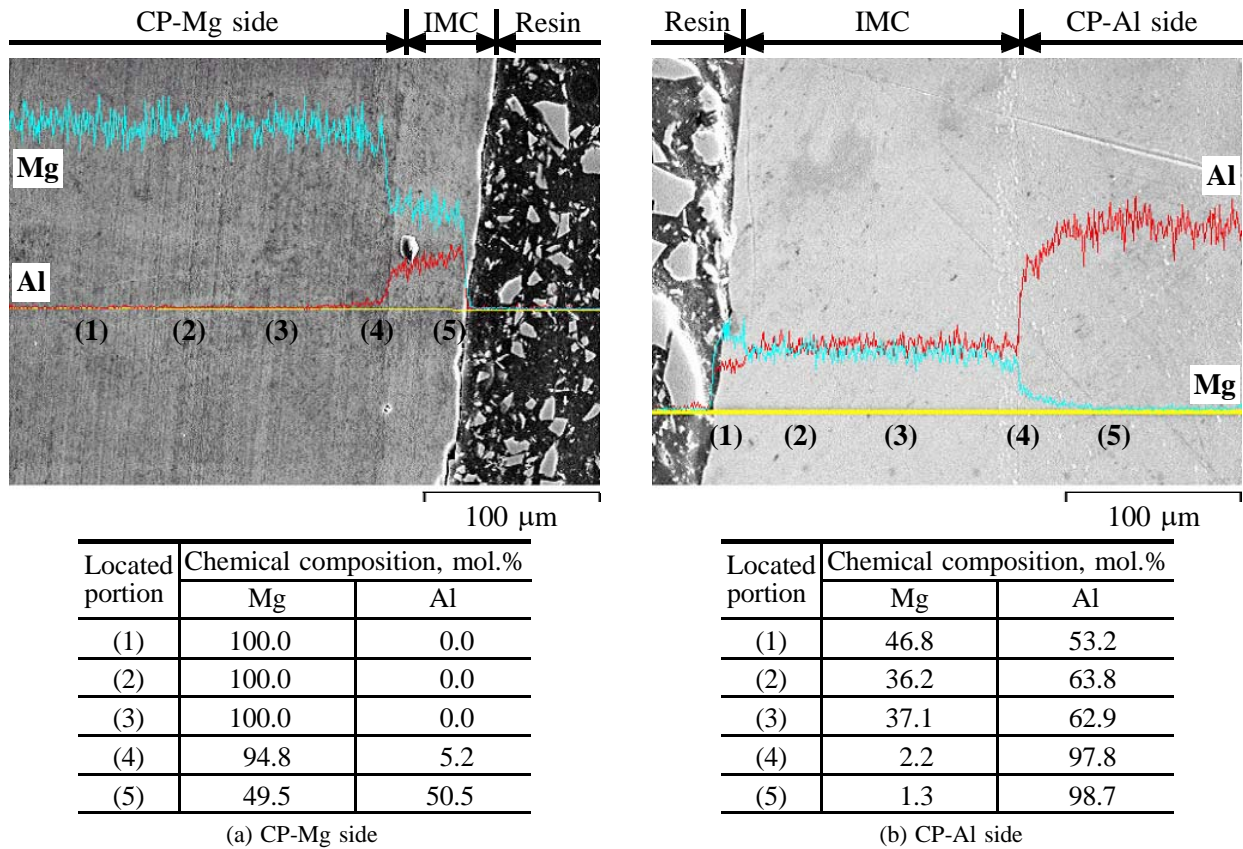 CP-Mg side IMC Resin
Mg
Al
(1) (2) (3) (4) (5)
100 μm
Located portion Chemical composition, mol.%
Mg Al
(1) 100.0 0.0
(2) 100.0 0.0
(3) 100.0 0.0
(4) 94.8 5.2
(5) 49.5 50.5
(a) CP-Mg side
Resin IMC CP-Al side
Al
Mg
(1) (2) (3) (4) (5)
100 μm
Located portion Chemical composition, mol.%
Mg Al
(1) 46.8 53.2
(2) 36.2 63.8
(3) 37.1 62.9
(4) 2.2 97.8
(5) 1.3 98.7
(b) CP-Al side